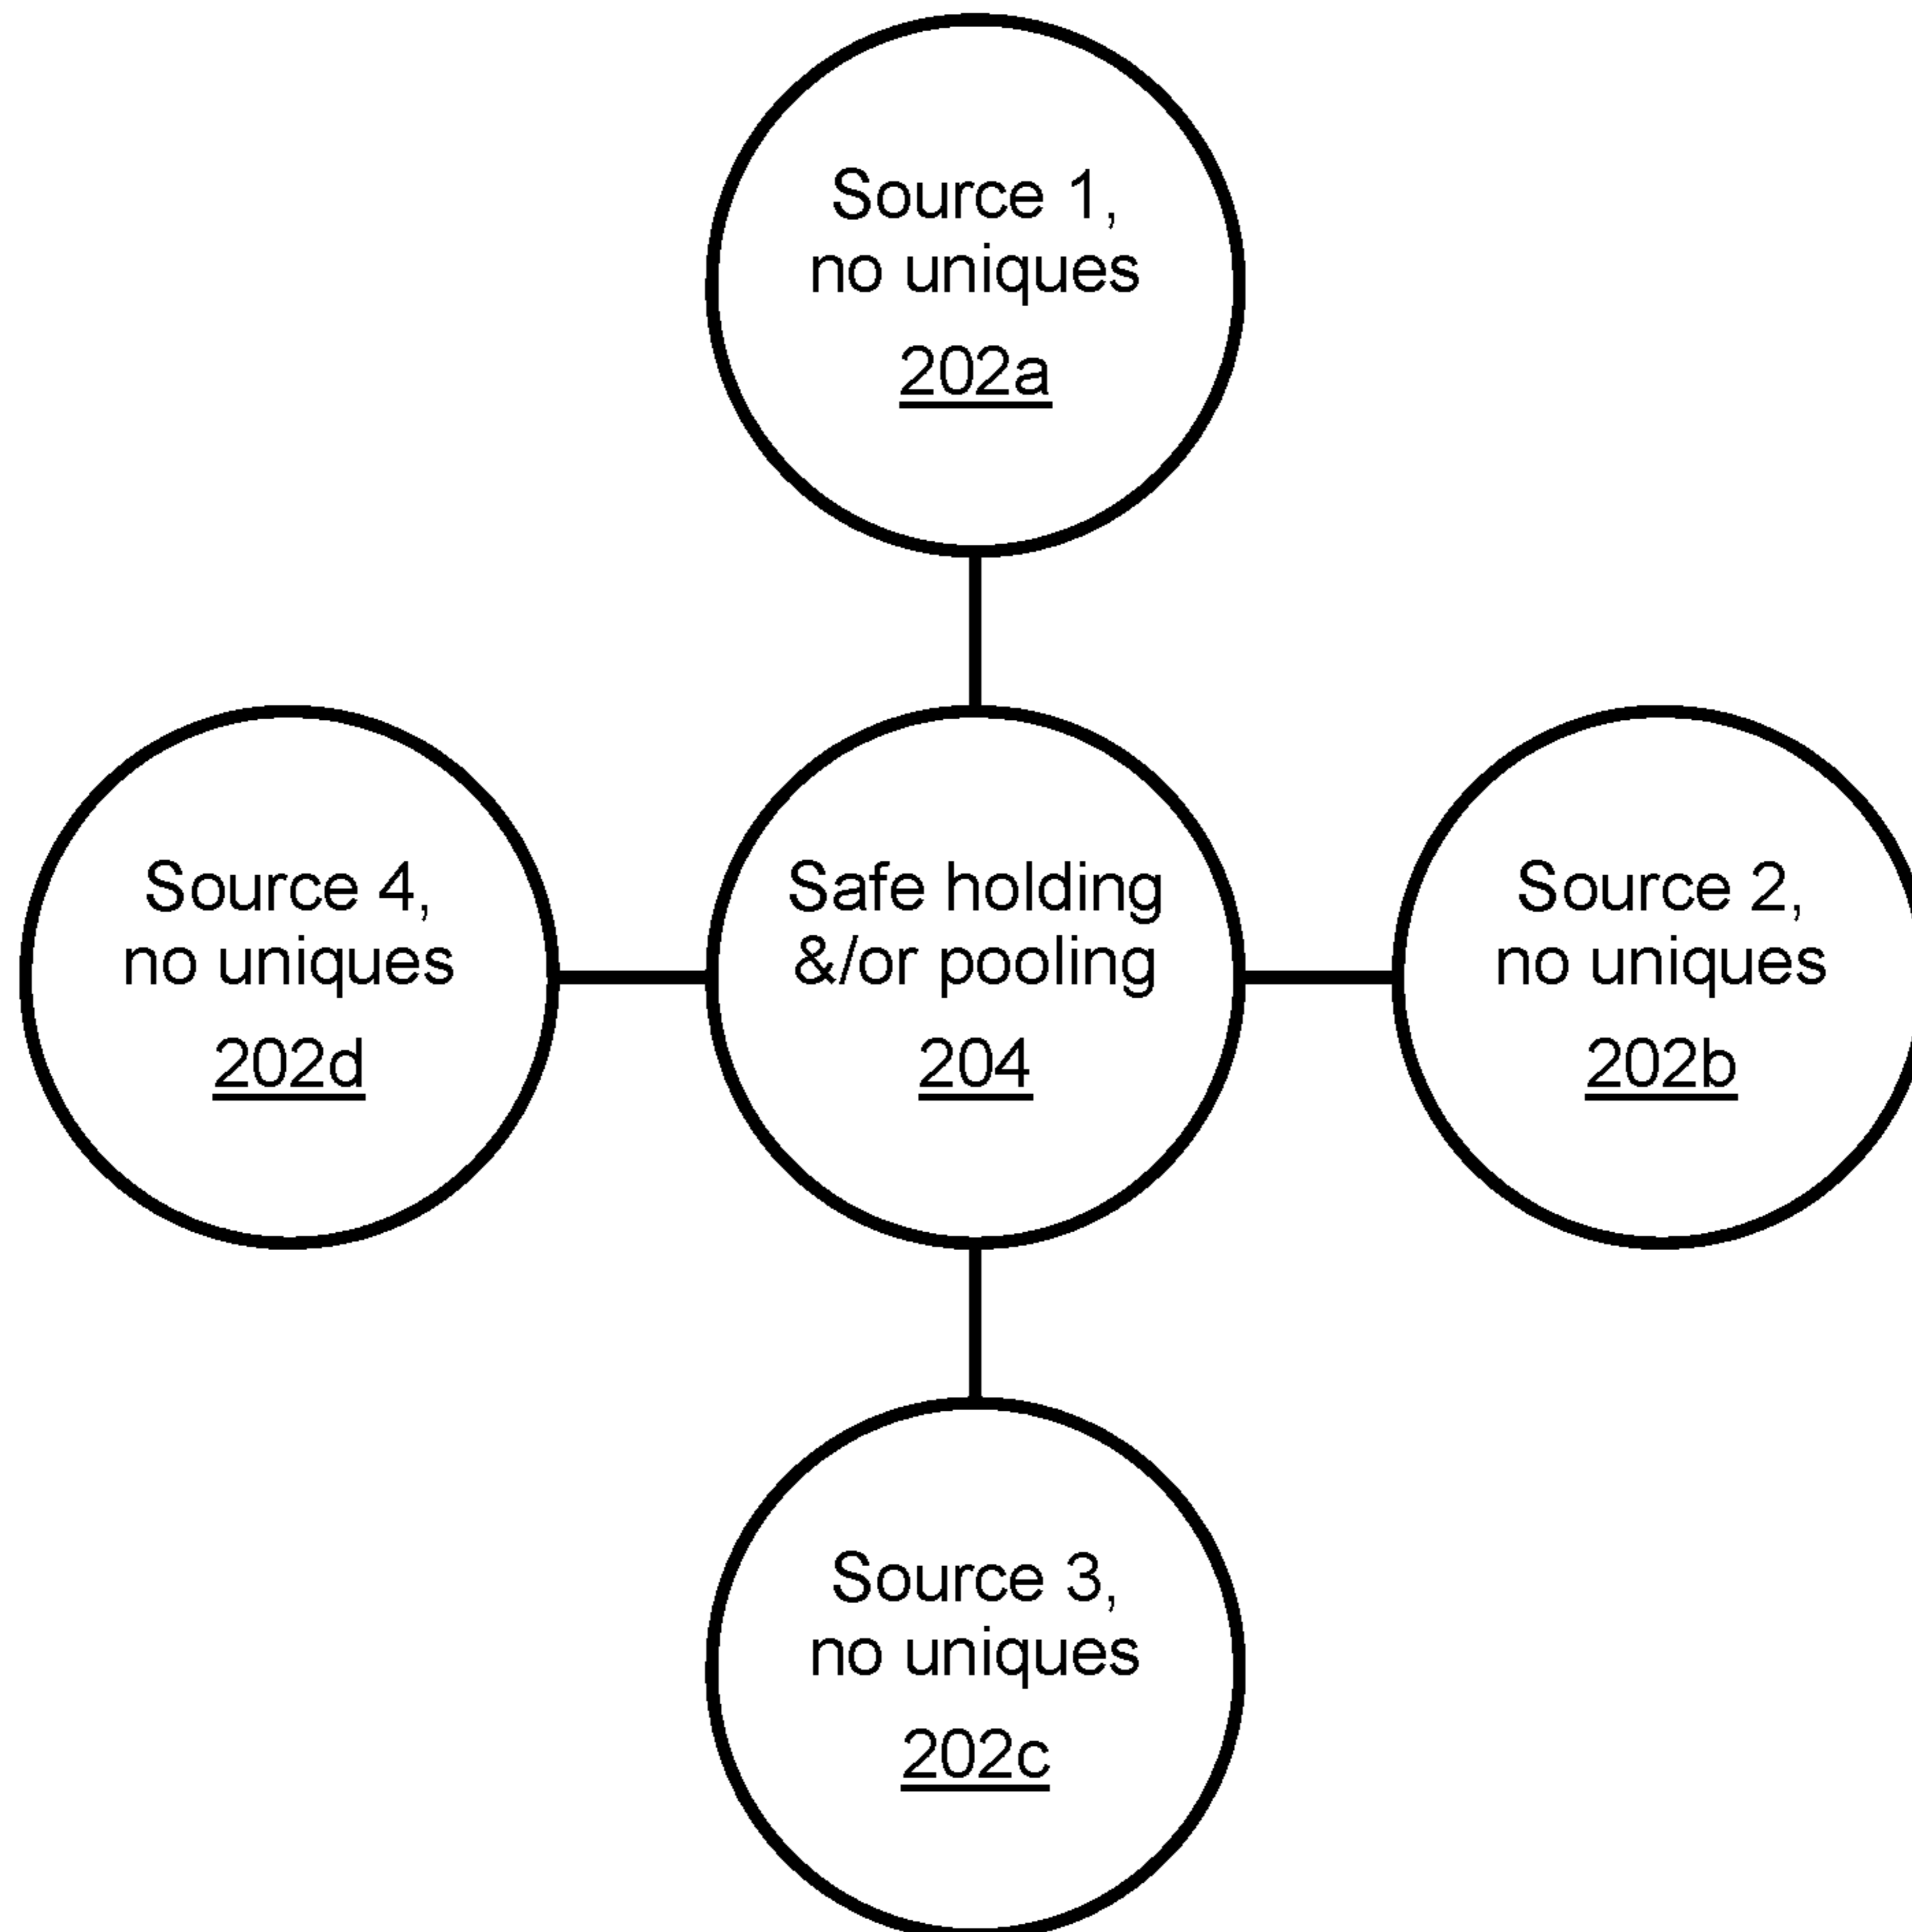 Source 1,
no uniques
202a
Source 4,
no uniques
202d
Safe holding
&/or pooling
204
Source 2,
no uniques
202b
Source 3,
no uniques
202c